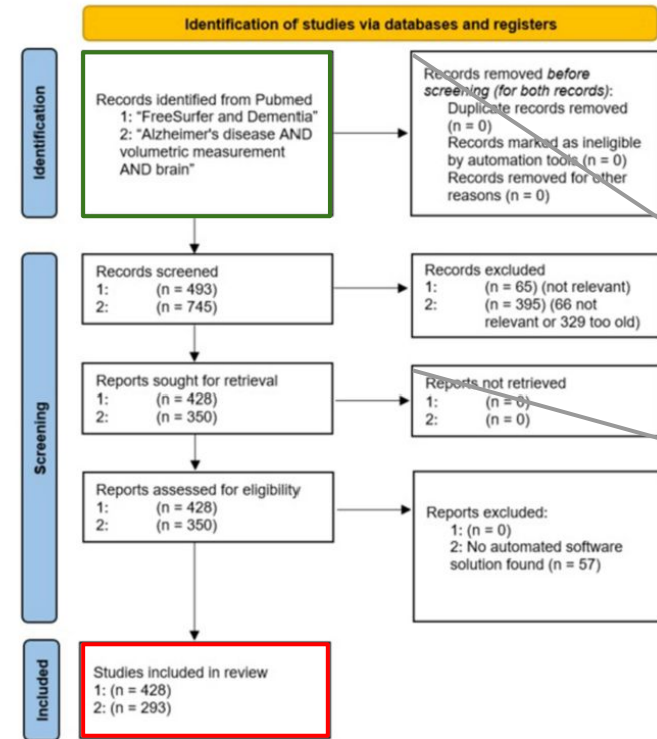 Identification of studies via databases and registers
Identification
Records identified from Pubmed
1: "FreeSurfer and Dementia"
2: "Alzheimer's disease AND
volumetric measurement
AND brain"
Records removed before
screening (for both records):
Duplicate records removed
(n = 0)
Records marked as ineligible
by automation tools (n = 0)
Records removed for other
reasons (n = 0)
Screening
Records screened
1: (n = 493)
2: (n = 745)
Records excluded
1: (n = 65) (not relevant)
2: (n = 395) (66 not
relevant or 329 too old)
Reports sought for retrieval
1: (n = 428)
2: (n = 350)
Reports not retrieved
1: (n = 0)
2: (n = 0)
Reports assessed for eligibility
1: (n = 428)
2: (n = 350)
Reports excluded:
1: (n = 0)
2: No automated software
solution found (n = 57)
Included
Studies included in review
1: (n = 428)
2: (n = 293)